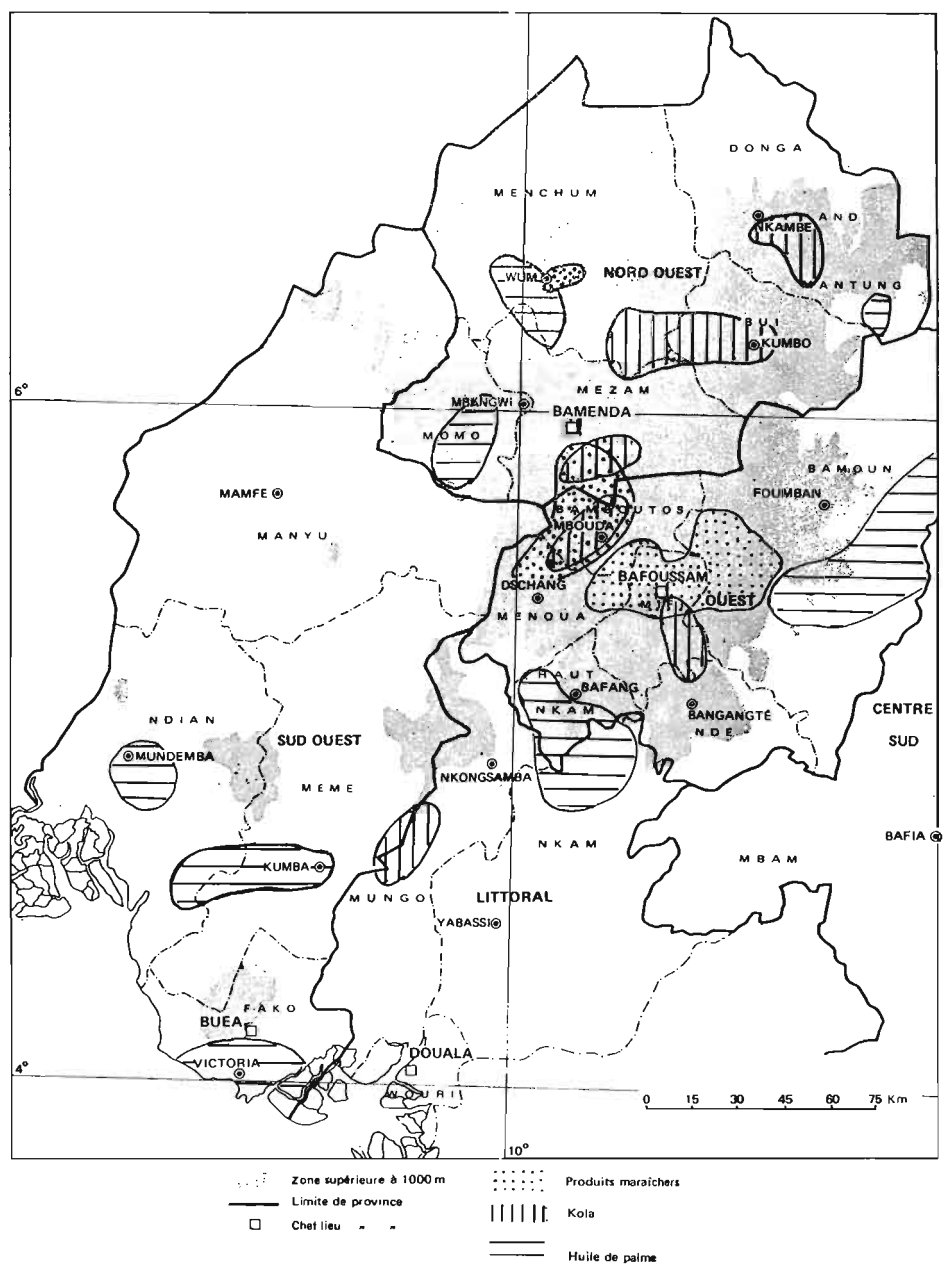 DONGA
MENCHUM
AND
NKAMBE
NORD OUEST
WUM
MANTUNG
BUI
KUMBO
6°
MEZAM
MBENGWI
BAMENDA
MOMO
BAMOUN
MAMFE
FOUMBAN
BAMBOUTOS
MBOUDA
MANYU
BAFOUSSAM
DSCHANG
OUEST
MENOUA
HAUT
BAFANG
NKAM
BANGANGTÉ
NDE
CENTRE
SUD
NDIAN
SUD OUEST
MUNDEMBA
NKONGSAMBA
MEME
BAFIA
NKAM
MBAM
KUMBA
MUNGO
LITTORAL
YABASSI
FAKO
BUEA
DOUALA
VICTORIA
4°
WOURI
0 15 45 60 75 Km
10°
Zone supérieure à 1000 m
Limite de province
Chef lieu " "
Produits maraîchers
Kola
Huile de palme